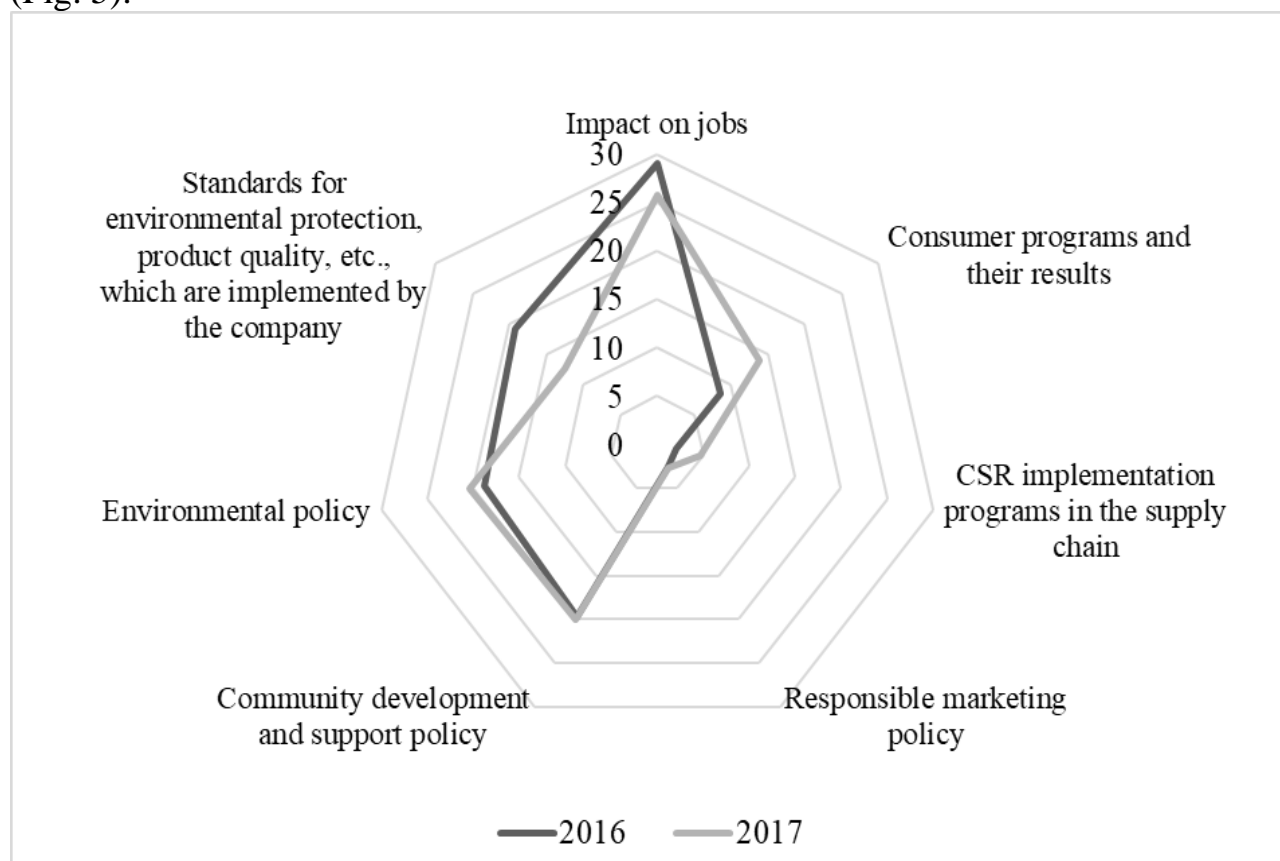 (Fig. 3).
Impact on jobs
30
25
20
15
10
5
0
Consumer programs and
their results
CSR implementation
programs in the supply
chain
Responsible marketing
policy
Community development
and support policy
Environmental policy
Standards for
environmental protection,
product quality, etc.,
which are implemented by
the company
2016
2017